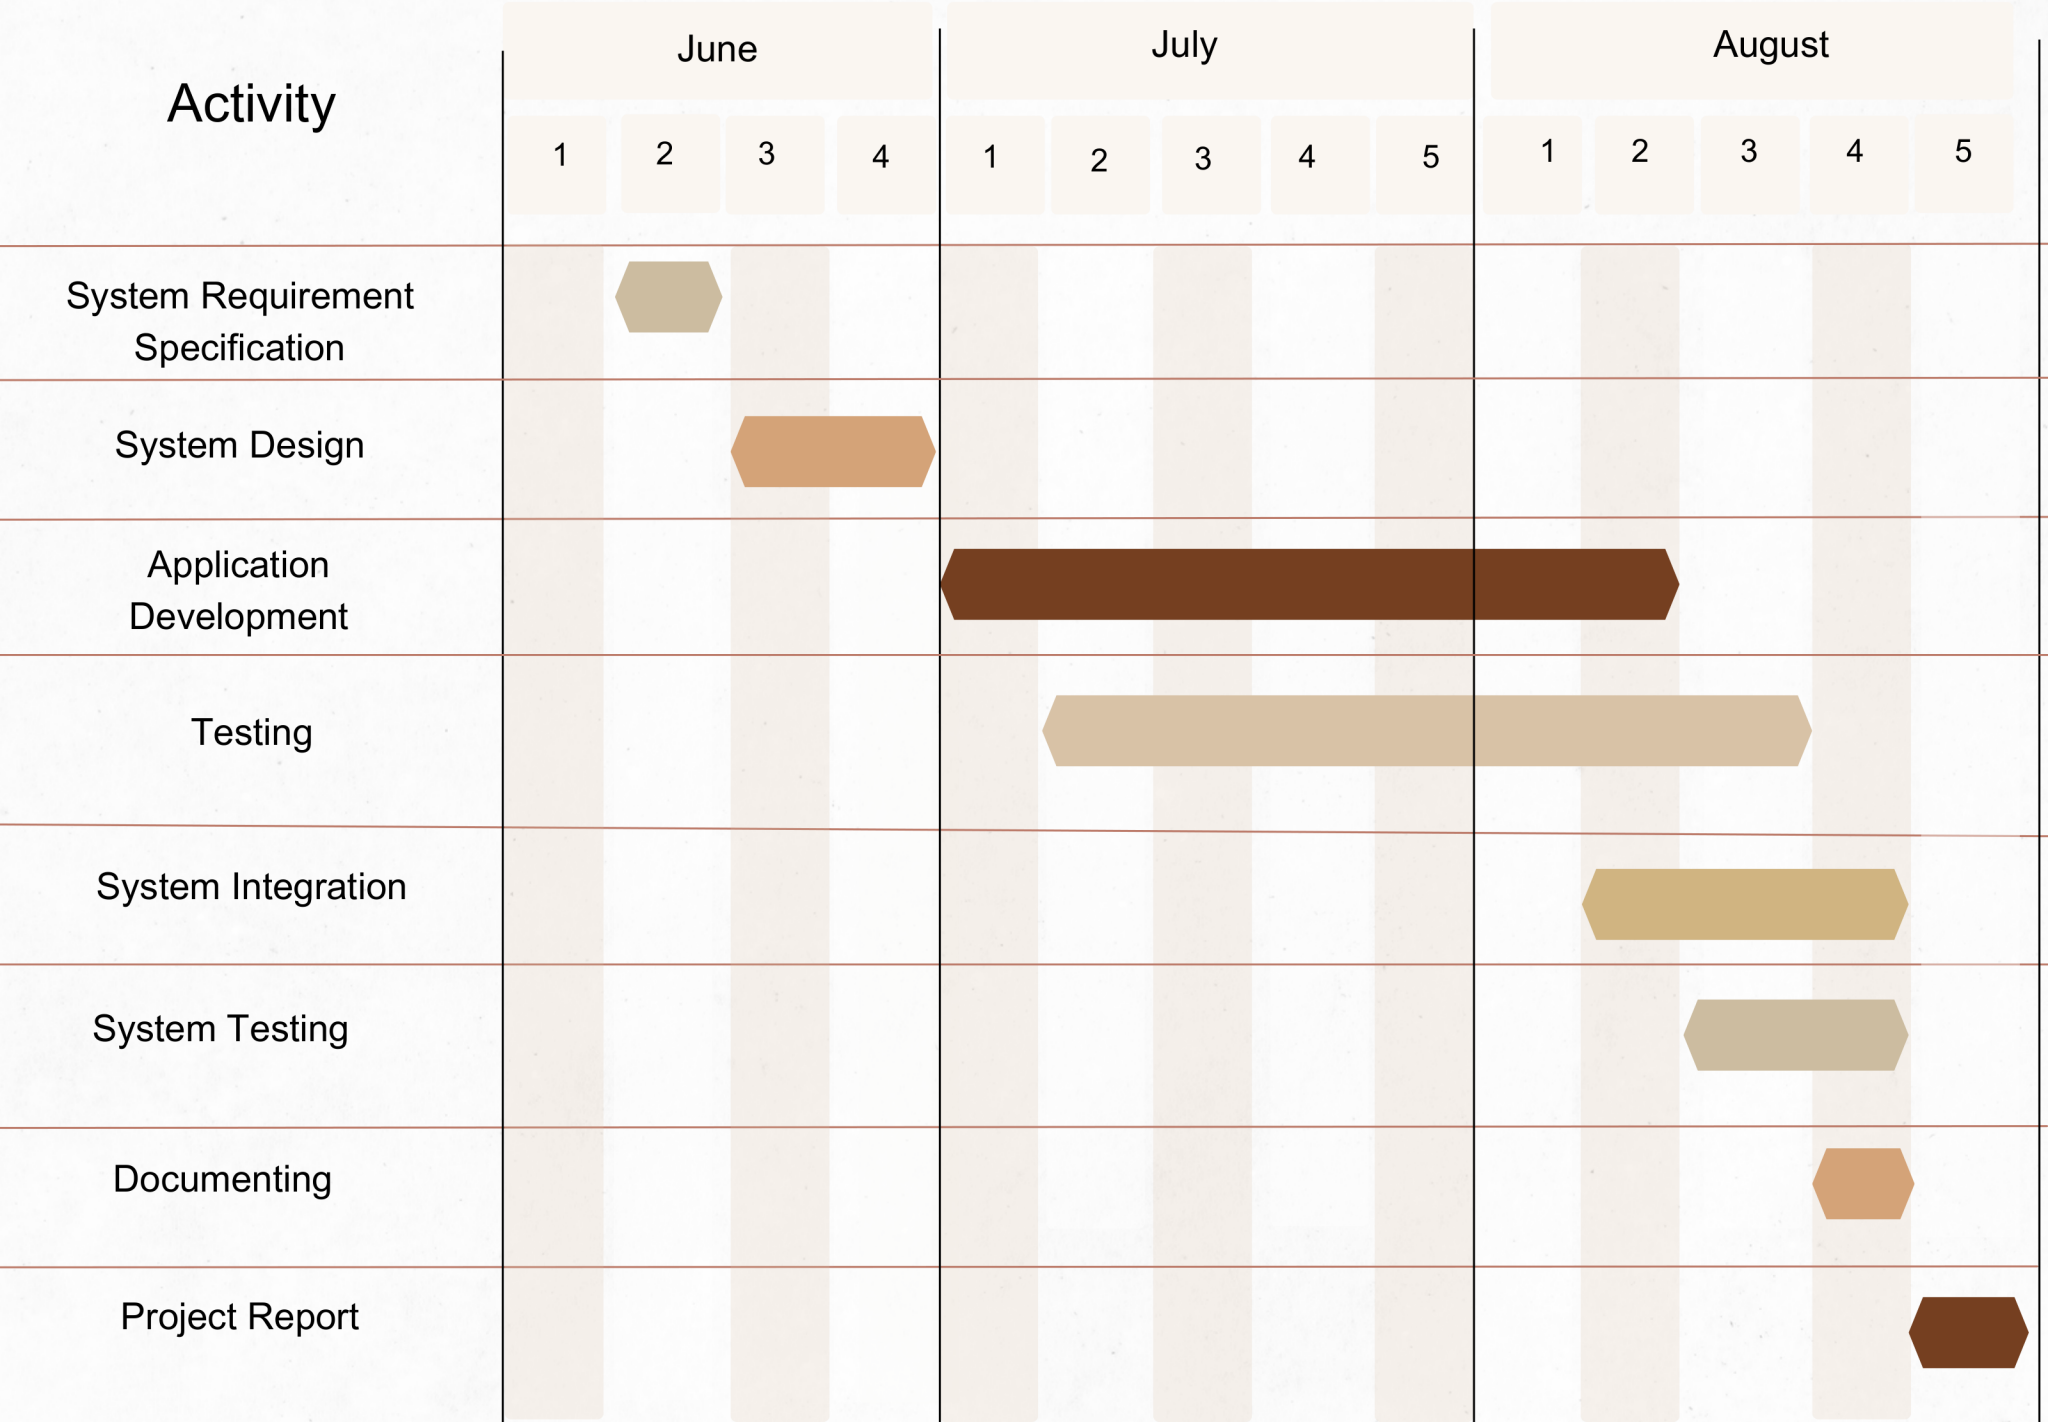 Activity
June
July
August
1
2
3
4
1
2
3
4
5
1
2
3
4
5
System Requirement
Specification
System Design
Application
Development
Testing
System Integration
System Testing
Documenting
Project Report